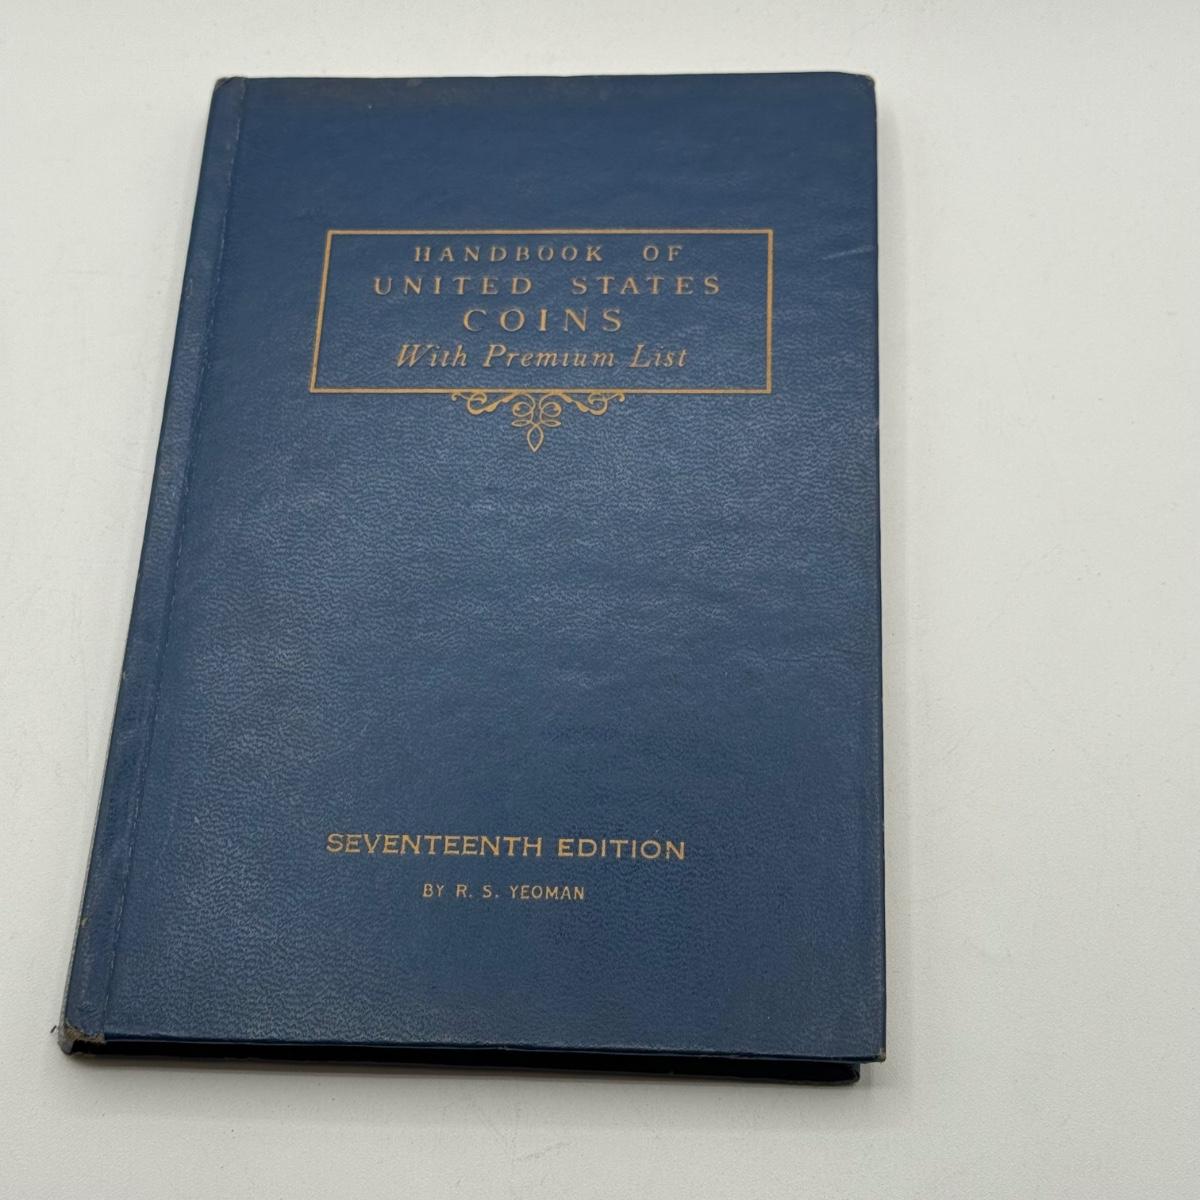 HANDBOOK OF
UNITED STATES
COINS
With Premium List
SEVENTEENTH EDITION
BY R. S. YEOMAN